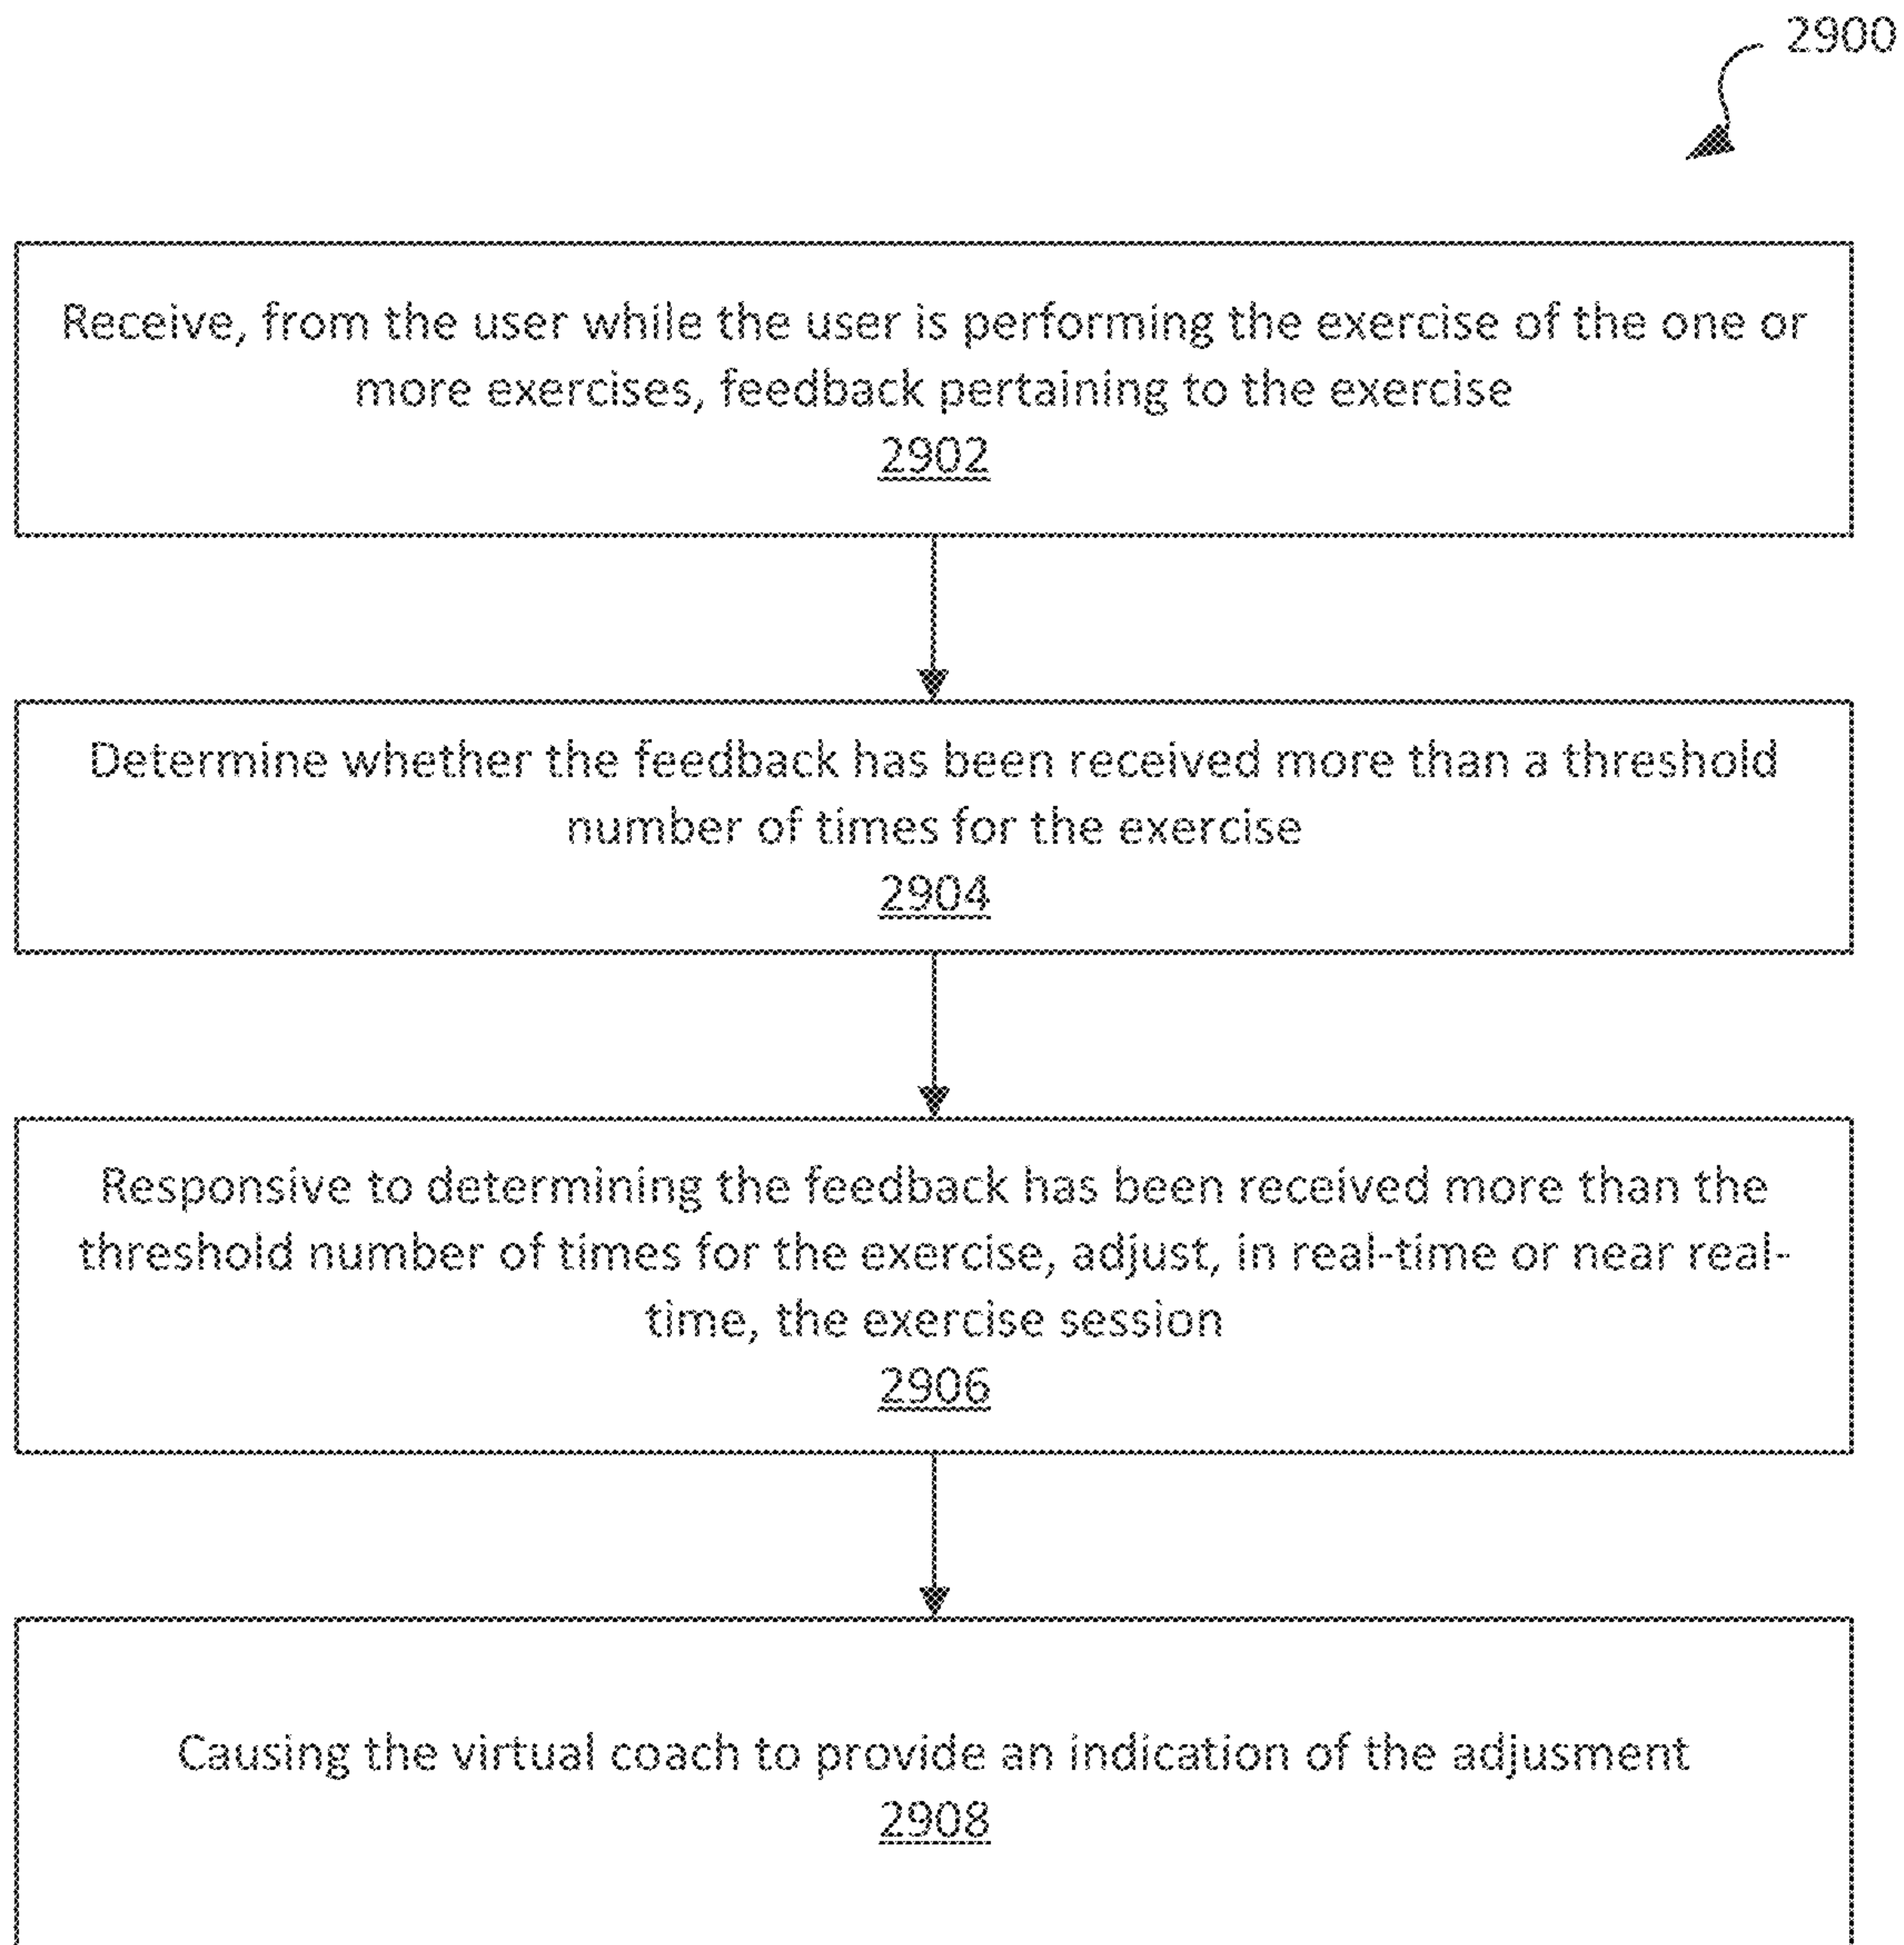 2900
Receive, from the user while the user is performing the exercise of the one or
more exercises, feedback pertaining to the exercise
2902
Determine whether the feedback has been received more than a threshold
number of times for the exercise
2904
Responsive to determining the feedback has been received more than the
threshold number of times for the exercise, adjust, in real-time or near real-
time, the exercise session
2906
Causing the virtual coach to provide an indication of the adjusment
2908